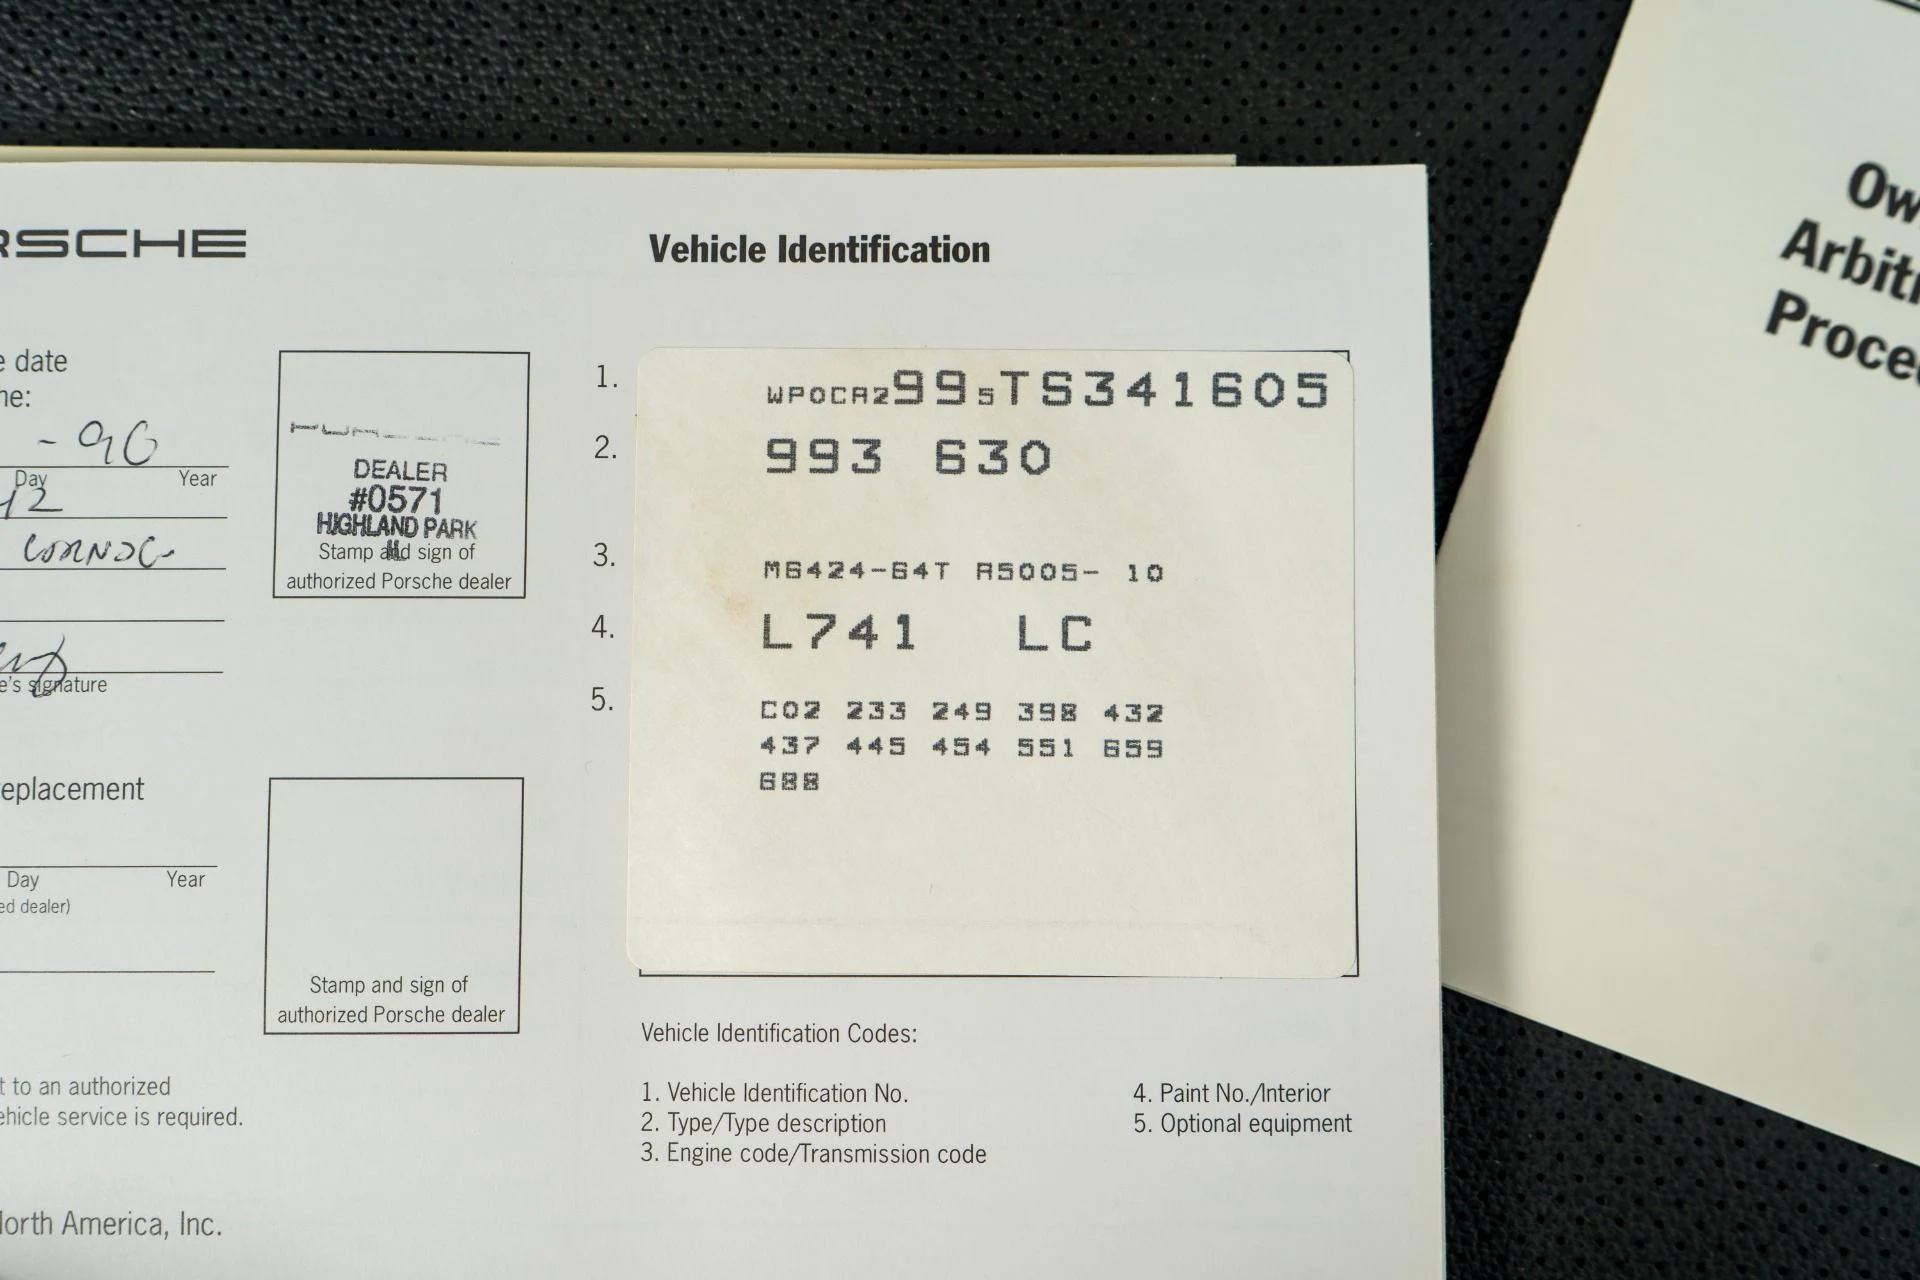 RSCHE
Vehicle Identification
e date
ne:
-96
Day
Year
12
DEALER
#0571
HIGHLAND PARK
IL
Stamp and sign of
authorized Porsche dealer
e's signature
1.
WP0CA2995TS341605
2.
993 630
3.
M6424-64T A5005- 10
4.
L741 LC
5.
C02 233 249 398 432
437 445 454 551 659
688
eplacement
Day
Year
ed dealer)
Stamp and sign of
authorized Porsche dealer
t to an authorized
ehicle service is required.
North America, Inc.
Vehicle Identification Codes:
1. Vehicle Identification No.
2. Type/Type description
3. Engine code/Transmission code
4. Paint No./Interior
5. Optional equipment
Ow
Arbit
Proce